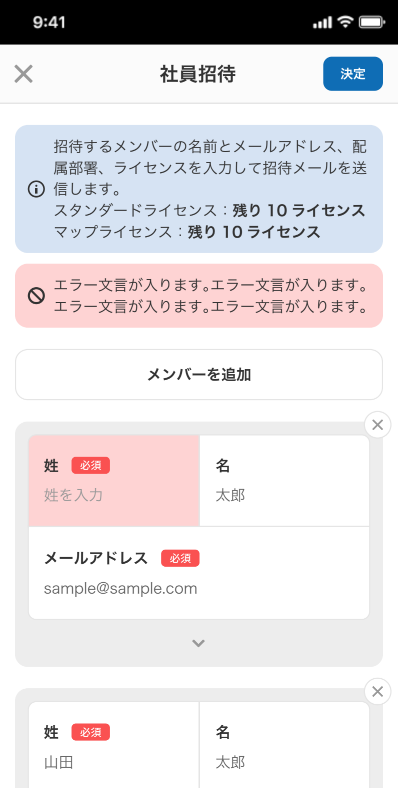 9:41
社員招待
決定
招待するメンバーの名前とメールアドレス、配
属部署、ライセンスを入力して招待メールを送
信します。
スタンダードライセンス：残り 10 ライセンス
マップライセンス：残り 10 ライセンス
エラー文言が入ります。エラー文言が入ります。
エラー文言が入ります。エラー文言が入ります。
メンバーを追加
姓 必須 名
姓を入力 太郎
メールアドレス 必須
sample@sample.com
姓 必須 名
山田 太郎